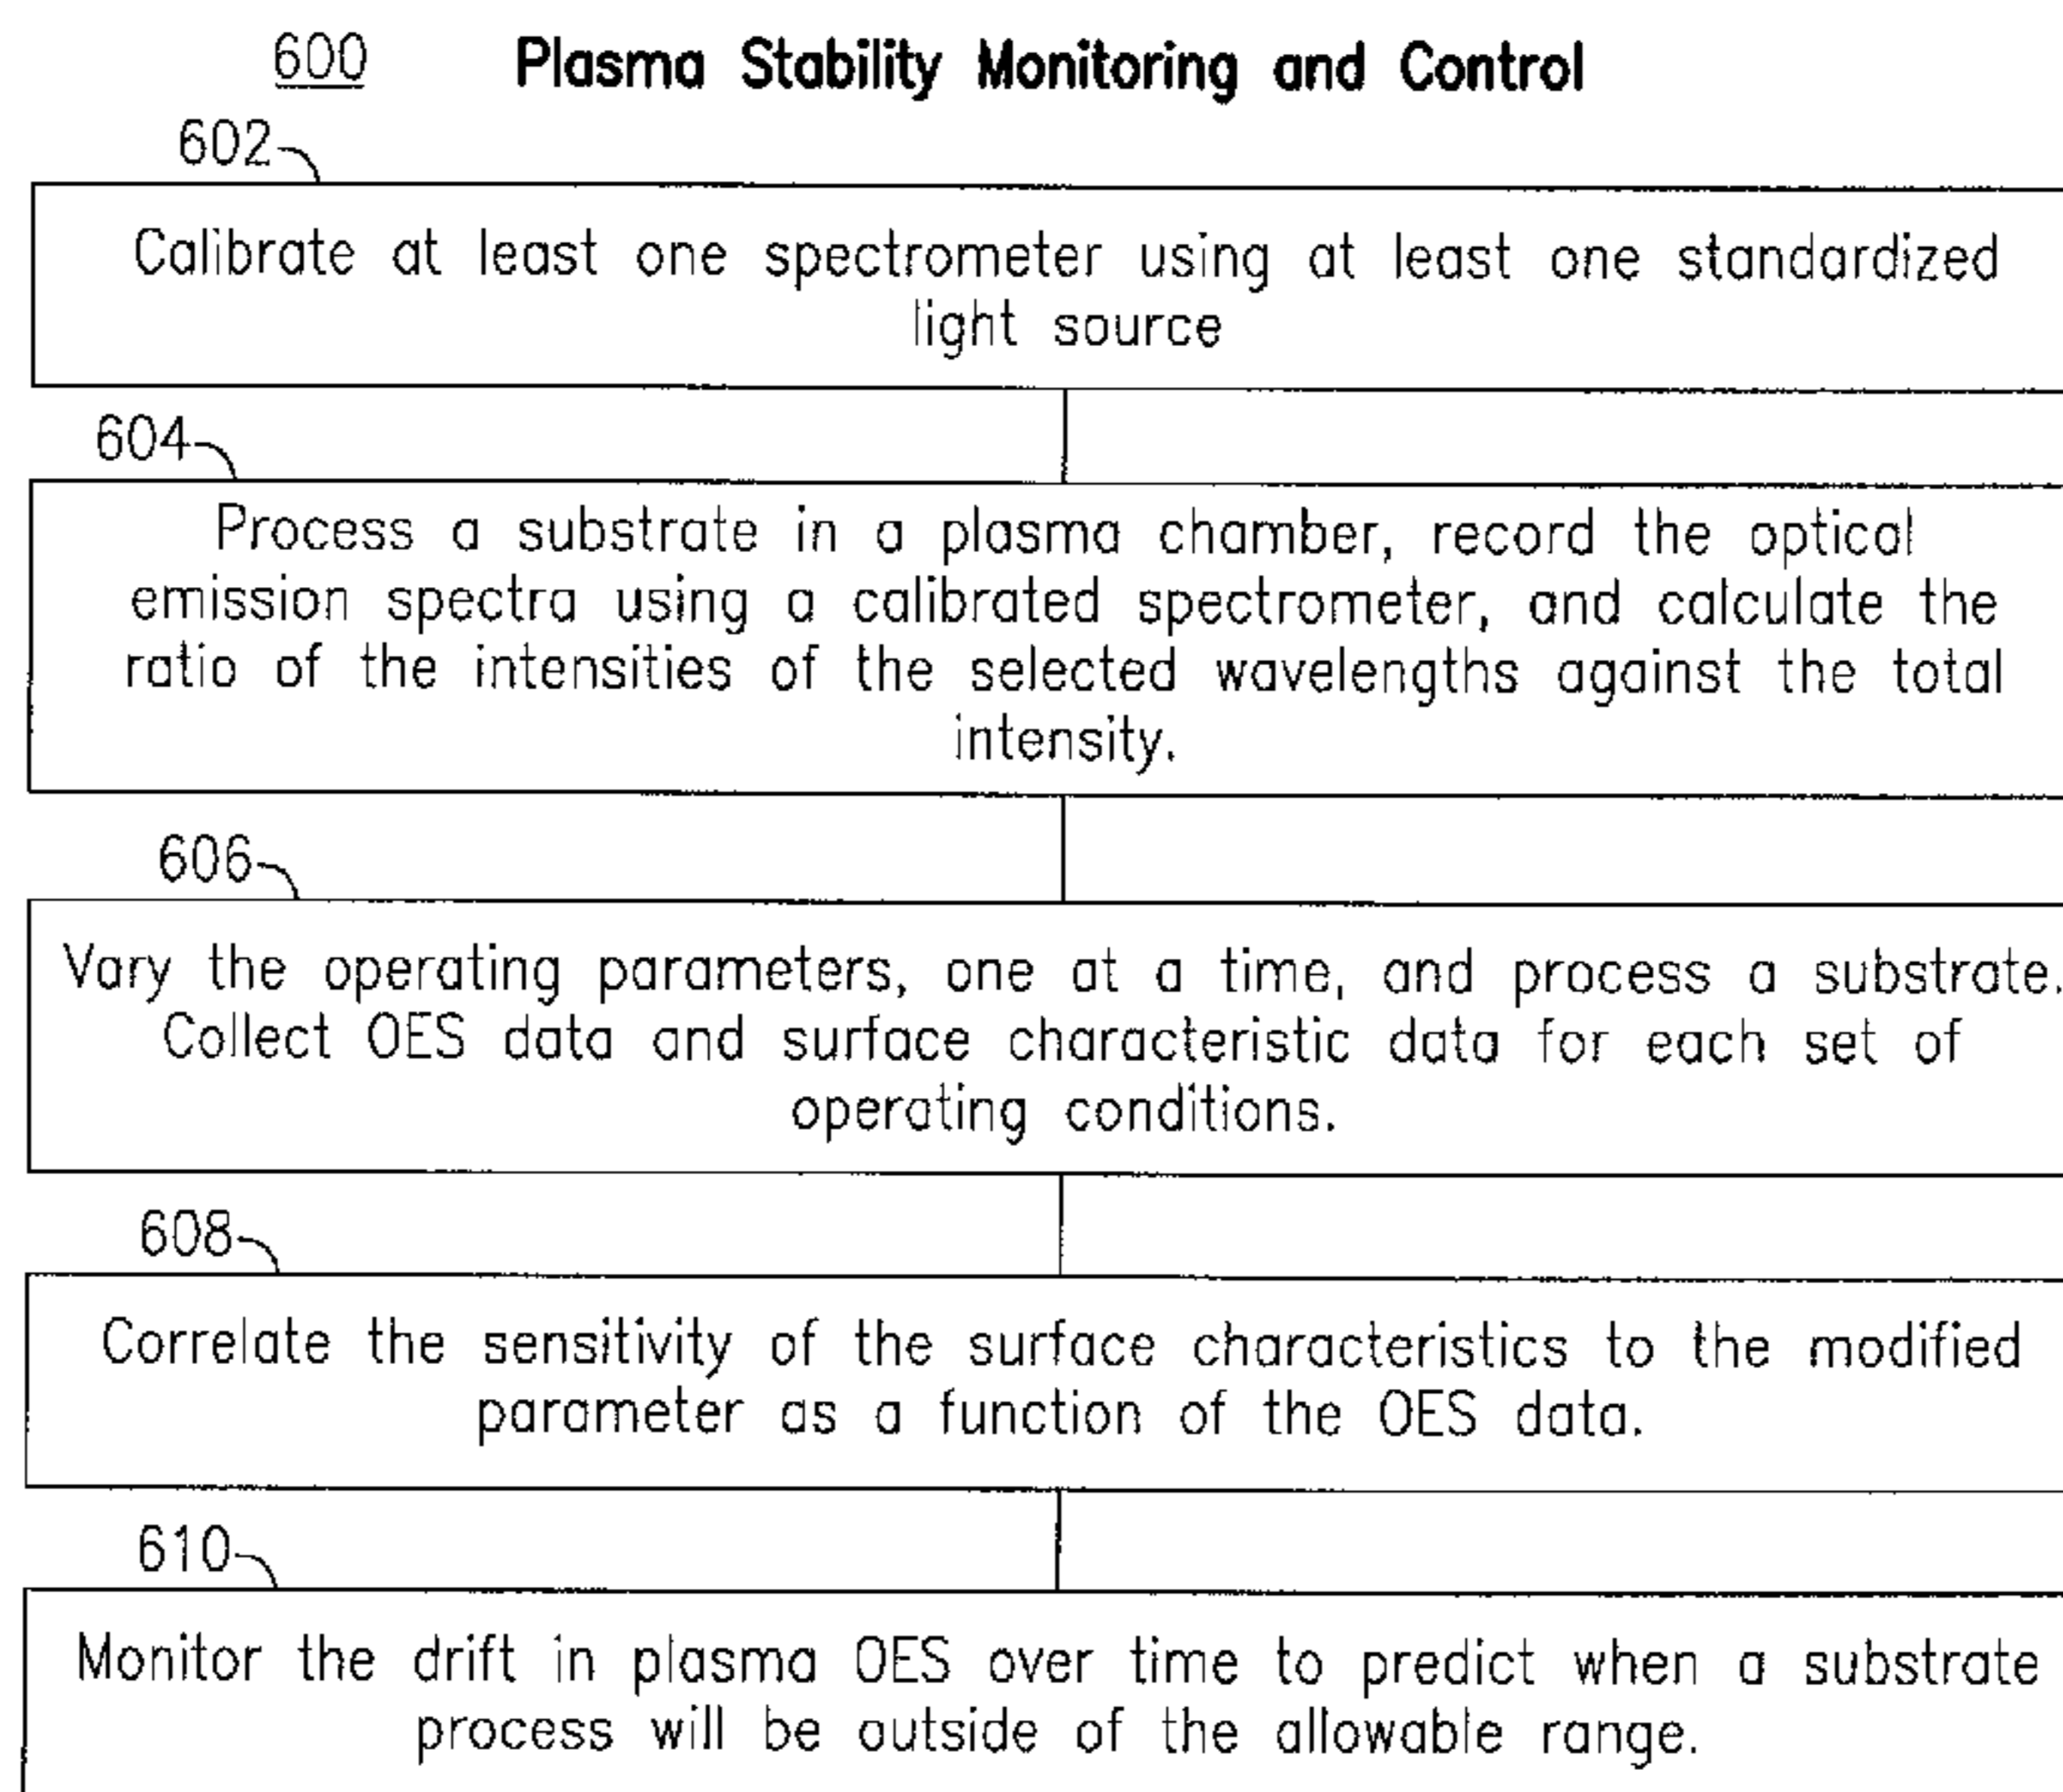 600 Plasma Stability Monitoring and Control
602
Calibrate at least one spectrometer using at least one standardized
light source
604
Process a substrate in a plasma chamber, record the optical
emission spectra using a calibrated spectrometer, and calculate the
ratio of the intensities of the selected wavelengths against the total
intensity.
606
Vary the operating parameters, one at a time, and process a substrate.
Collect OES data and surface characteristic data for each set of
operating conditions.
608
Correlate the sensitivity of the surface characteristics to the modified
parameter as a function of the OES data.
610
Monitor the drift in plasma OES over time to predict when a substrate
process will be outside of the allowable range.